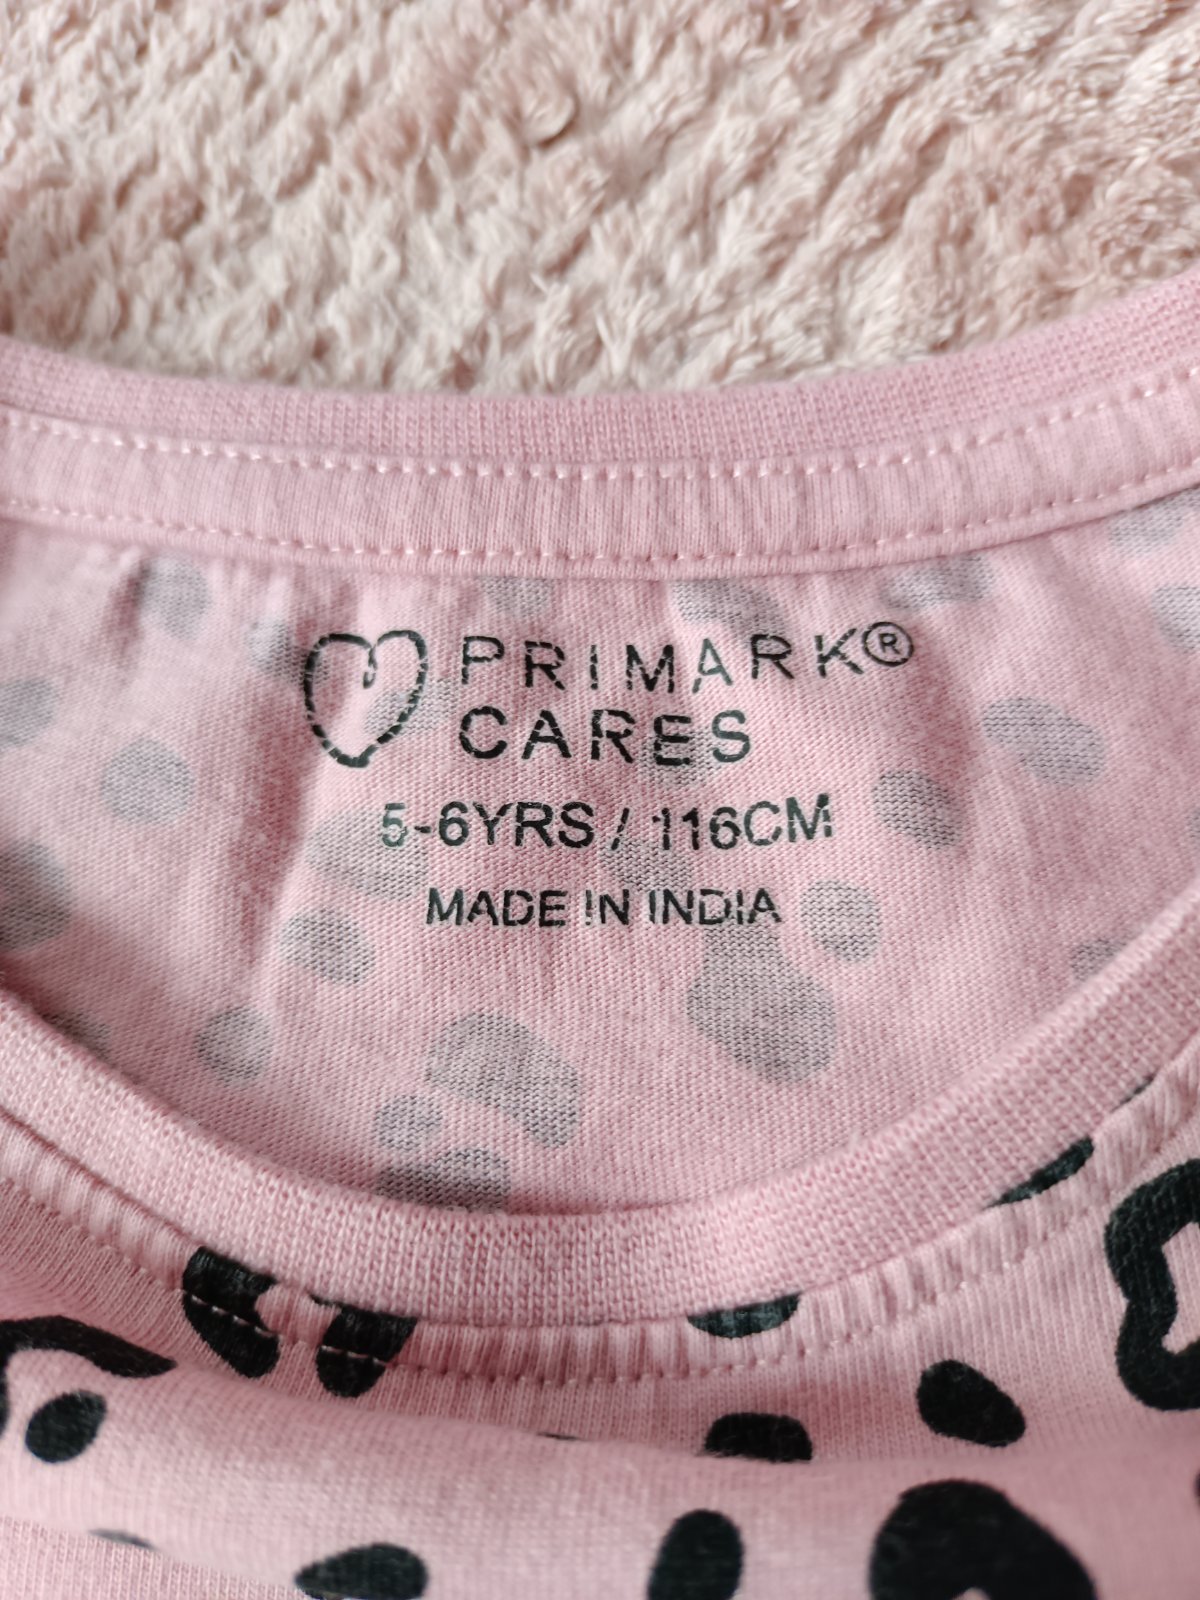 PRIMARK®
CARES
5-6YRS / 116CM
MADE IN INDIA